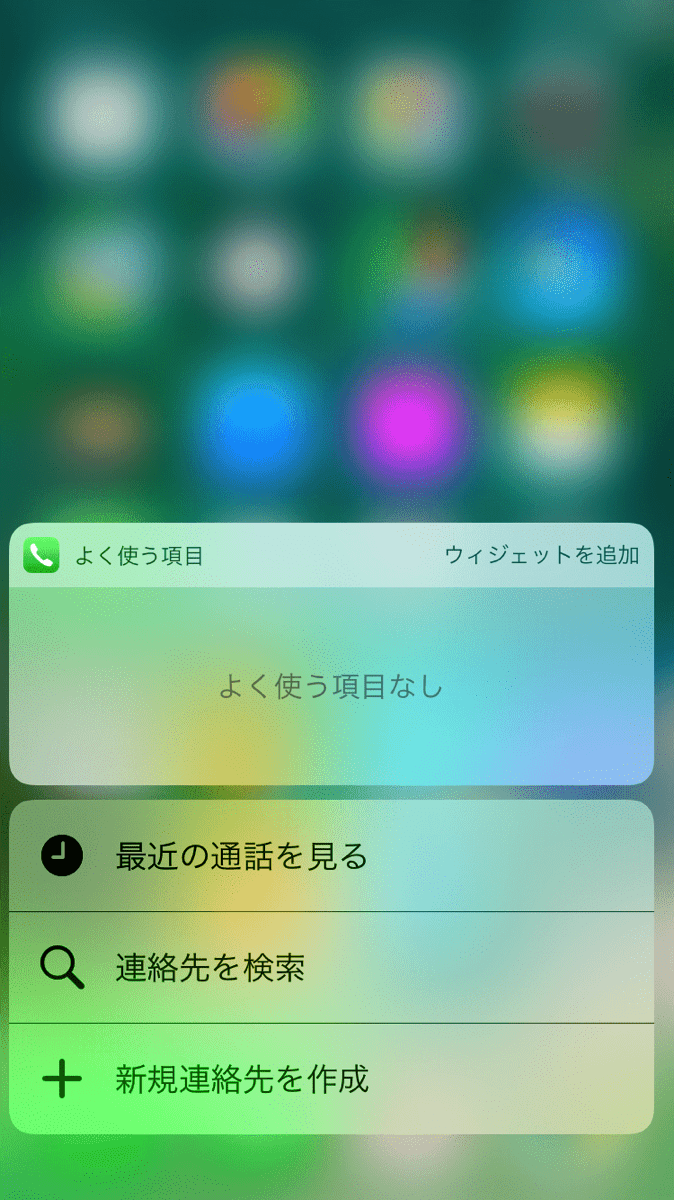 よく使う項目
ウィジェットを追加
よく使う項目なし
最近の通話を見る
連絡先を検索
新規連絡先を作成